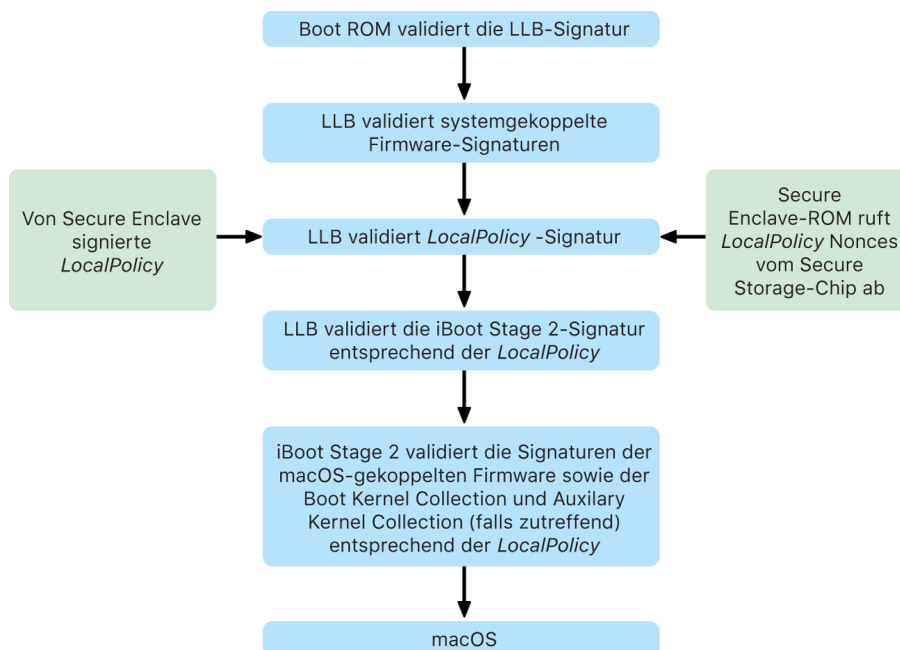 Boot ROM validiert die LLB-Signatur
LLB validiert systemgekoppelte
Firmware-Signaturen
Von Secure Enclave
signierte
LocalPolicy
LLB validiert LocalPolicy -Signatur
Secure
Enclave-ROM ruft
LocalPolicy Nonces
vom Secure
Storage-Chip ab
LLB validiert die iBoot Stage 2-Signatur
entsprechend der LocalPolicy
iBoot Stage 2 validiert die Signaturen der
macOS-gekoppelten Firmware sowie der
Boot Kernel Collection und Auxilary
Kernel Collection (falls zutreffend)
entsprechend der LocalPolicy
macOS